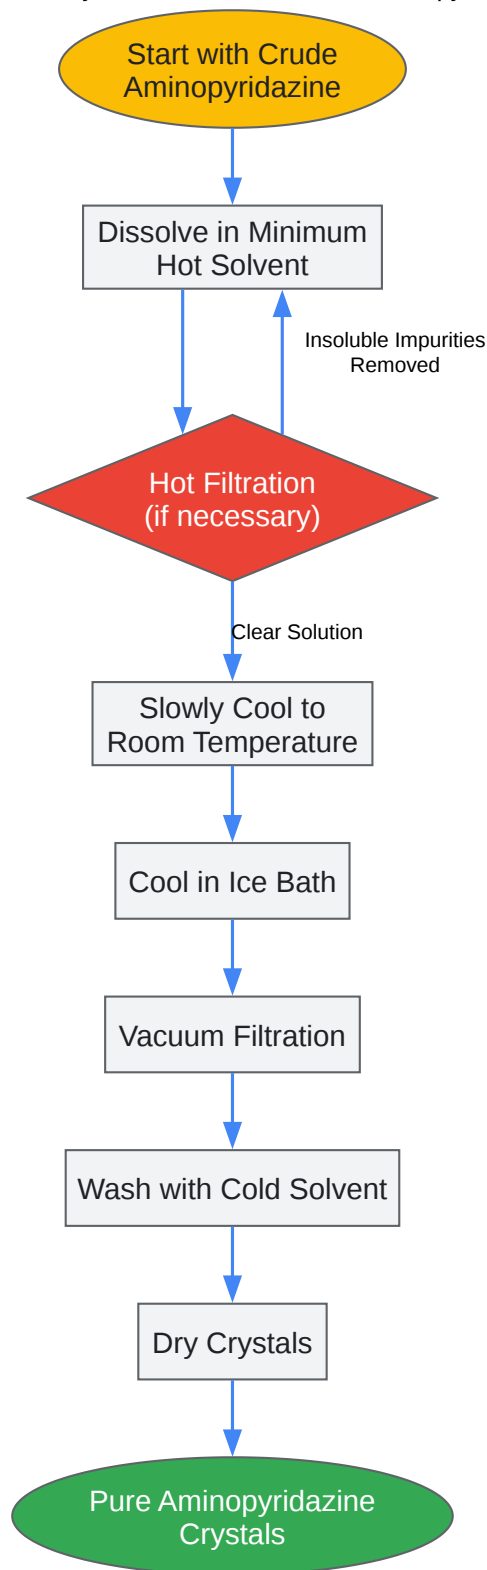 Start with Crude
Aminopyridazine
Dissolve in Minimum
Hot Solvent
Insoluble Impurities
Removed
Hot Filtration
(if necessary)
Clear Solution
Slowly Cool to
Room Temperature
Cool in Ice Bath
Vacuum Filtration
Wash with Cold Solvent
Dry Crystals
Pure Aminopyridazine
Crystals